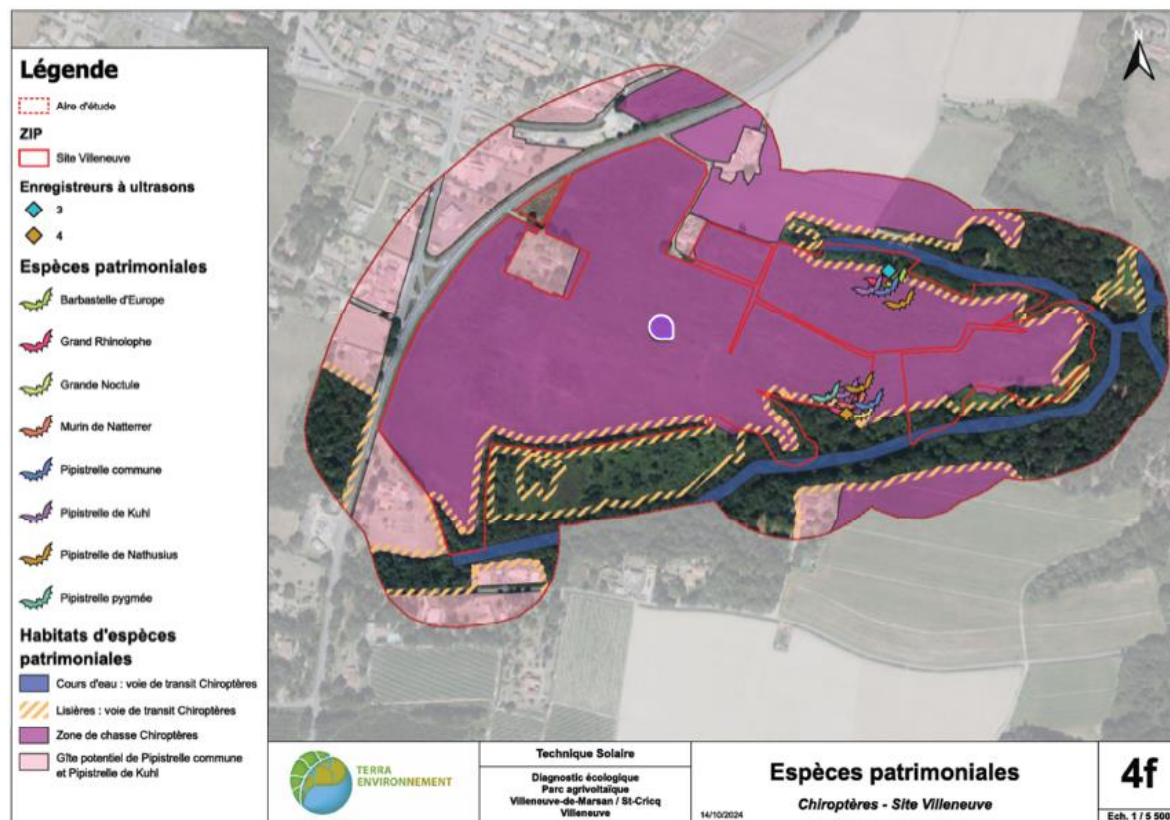 Légende
Aire d'étude
ZIP
Site Villeneuve
Enregistreurs à ultrasons
3
4
Espèces patrimoniales
Barbastelle d'Europe
Grand Rhinolophe
Grande Noctule
Murin de Natterrer
Pipistrelle commune
Pipistrelle de Kuhl
Pipistrelle de Nathusius
Pipistrelle pygmée
Habitats d'espèces
patrimoniales
Cours d'eau : voie de transit Chiroptères
Lisières : voie de transit Chiroptères
Zone de chasse Chiroptères
Gîte potentiel de Pipistrelle commune
et Pipistrelle de Kuhl
N
TERRA
ENVIRONNEMENT
Technique Solaire
Diagnostic écologique
Parc agrivoltaïque
Villeneuve-de-Marsan / St-Cricq
Villeneuve
14/10/2024
Espèces patrimoniales
Chiroptères - Site Villeneuve
4f
Ech. 1 / 5 500